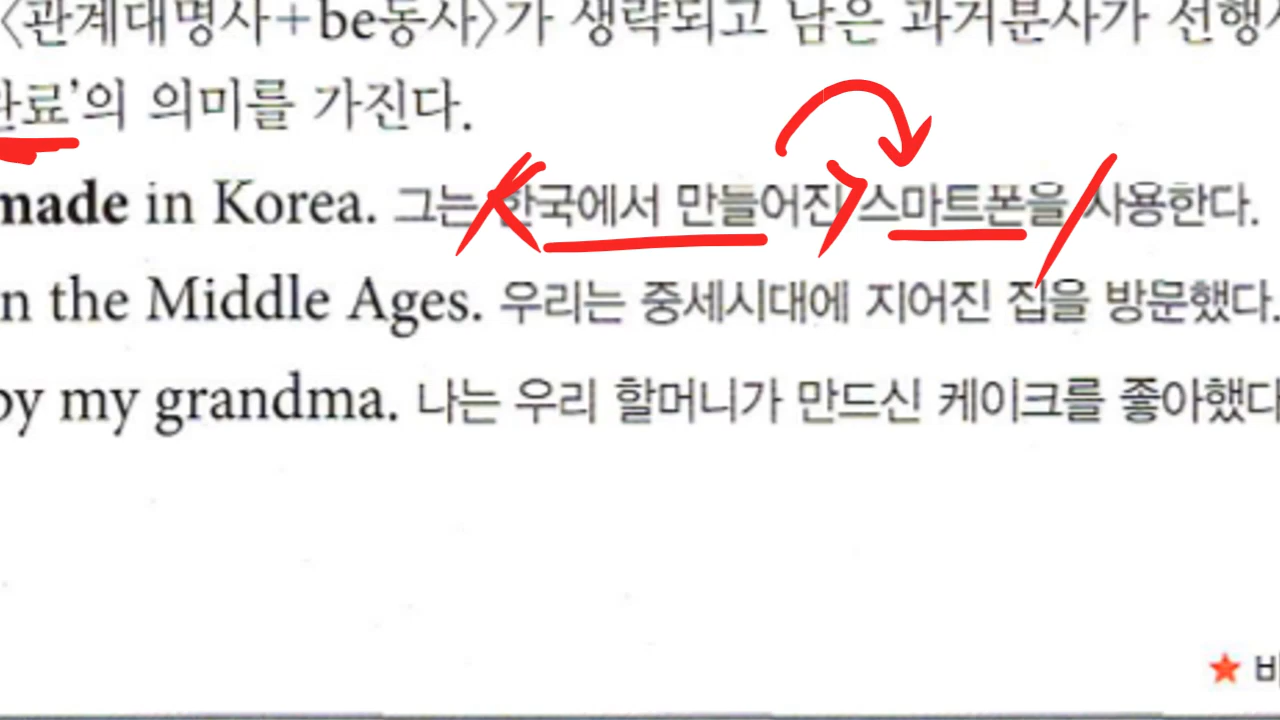 〈관계대명사+be동사〉가 생략되고 남은 과거분사가
완료'의 의미를 가진다.
made in Korea. 그는 한국에서 만들어진 스마트폰을 사용한다.
n the Middle Ages. 우리는 중세시대에 지어진 집을 방문했다.
by my grandma. 나는 우리 할머니가 만드신 케이크를 좋아했다